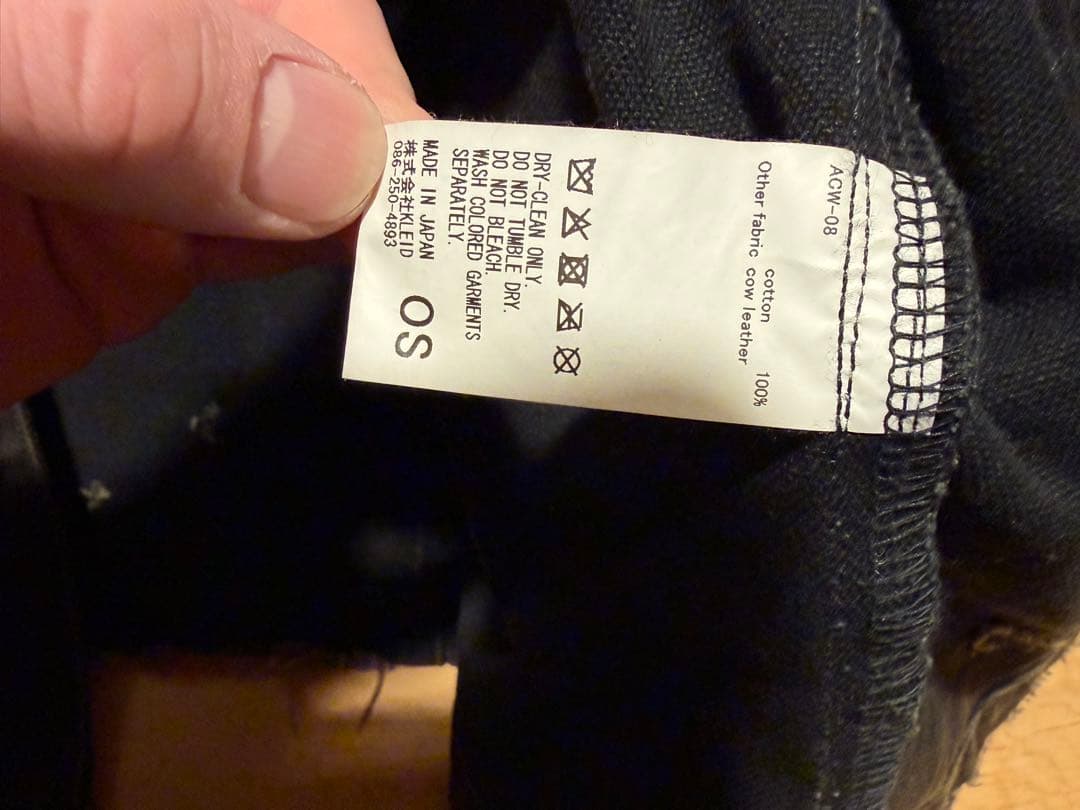 ACW-08
cotton 100%
Other fabric cow leather
DRY-CLEAN ONLY.
DO NOT TUMBLE DRY.
DO NOT BLEACH.
WASH COLORED GARMENTS
SEPARATELY.
MADE IN JAPAN
株式会社KLEID
086-250-4893
OS